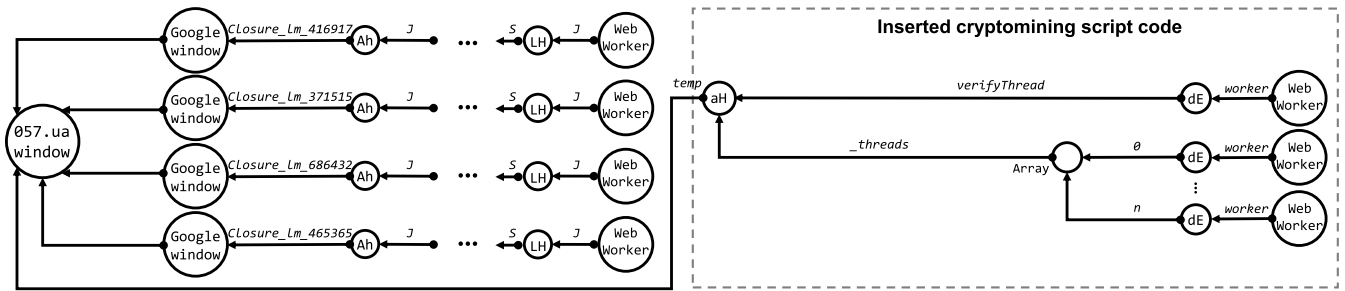 Inserted cryptomining script code
Google
window
Closure_lm_416917
Ah
J
...
S
LH
J
Web
Worker
Google
window
Closure_lm_371515
Ah
J
...
S
LH
J
Web
Worker
057.ua
window
Google
window
Closure_lm_686432
Ah
J
...
S
LH
J
Web
Worker
Google
window
Closure_lm_465365
Ah
J
...
S
LH
J
Web
Worker
temp
aH
verifyThread
dE
worker
Web
Worker
_threads
Array
0
dE
worker
Web
Worker
...
n
dE
worker
Web
Worker